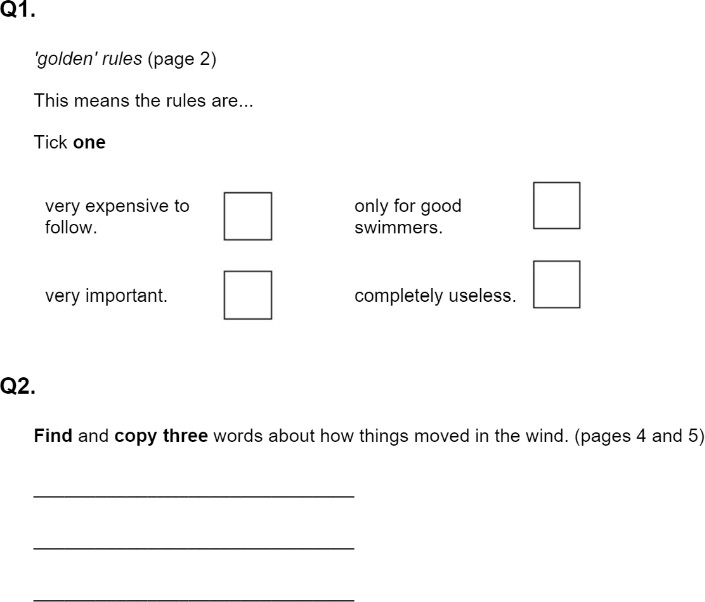 Q1.
'golden' rules (page 2)
This means the rules are...
Tick one
very expensive to
follow.
only for good
swimmers.
very important.
completely useless.
Q2.
Find and copy three words about how things moved in the wind. (pages 4 and 5)